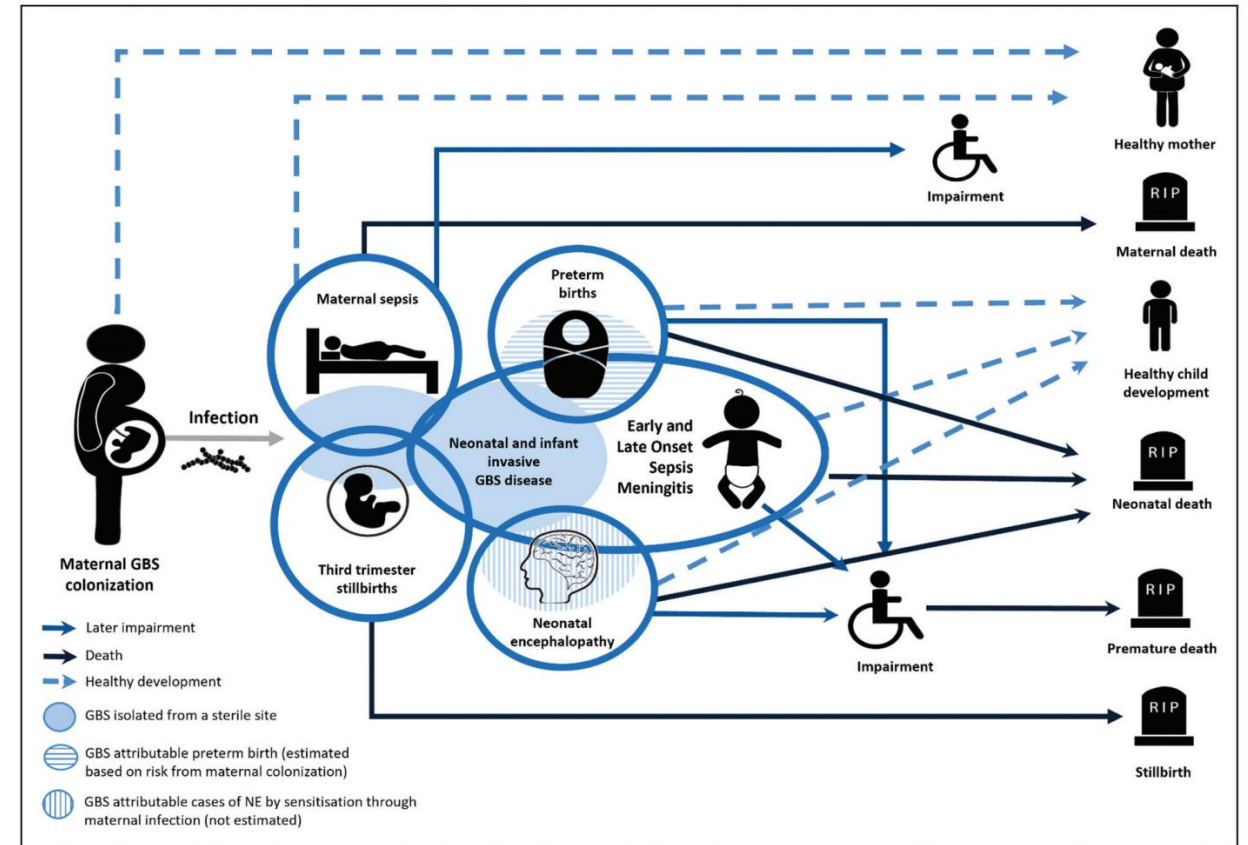 Healthy mother
Impairment
RIP
Maternal death
Maternal sepsis
Preterm
births
Healthy child
development
Infection
Neonatal and infant
invasive
GBS disease
Early and
Late Onset
Sepsis
Meningitis
RIP
Neonatal death
Maternal GBS
colonization
Third trimester
stillbirths
Neonatal
encephalopathy
Impairment
RIP
Premature death
RIP
Stillbirth
Later impairment
Death
Healthy development
GBS isolated from a sterile site
GBS attributable preterm birth (estimated
based on risk from maternal colonization)
GBS attributable cases of NE by sensitisation through
maternal infection (not estimated)